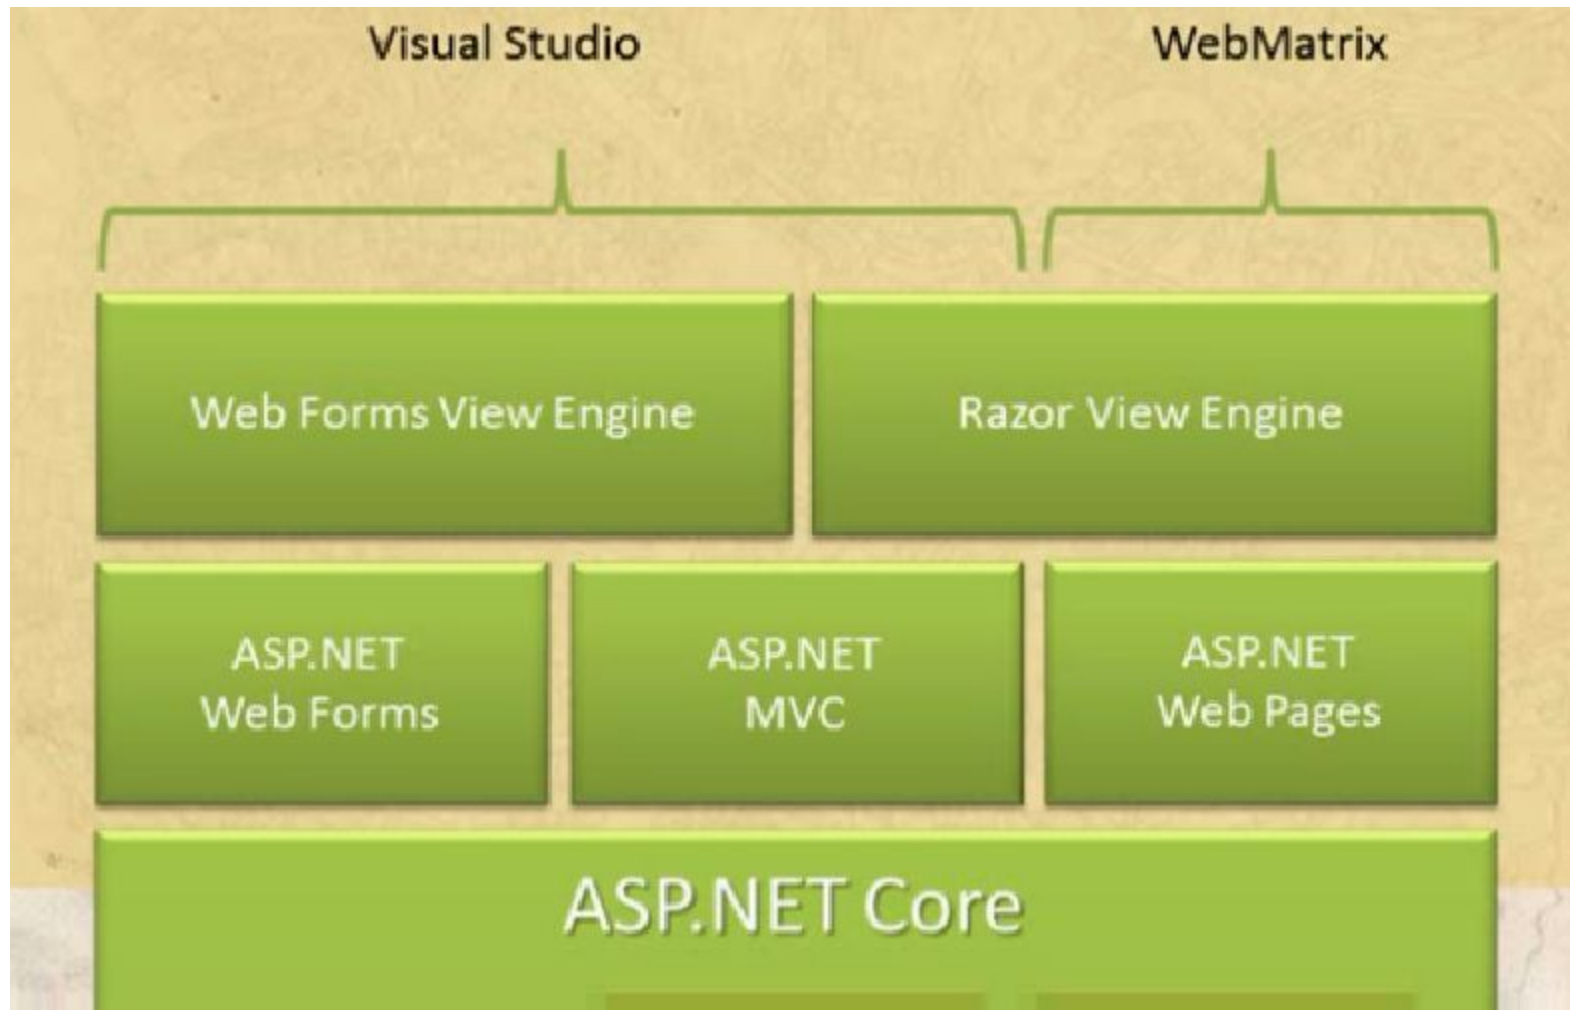 Visual Studio
WebMatrix
Web Forms View Engine
Razor View Engine
ASP.NET
Web Forms
ASP.NET
MVC
ASP.NET
Web Pages
ASP.NET Core